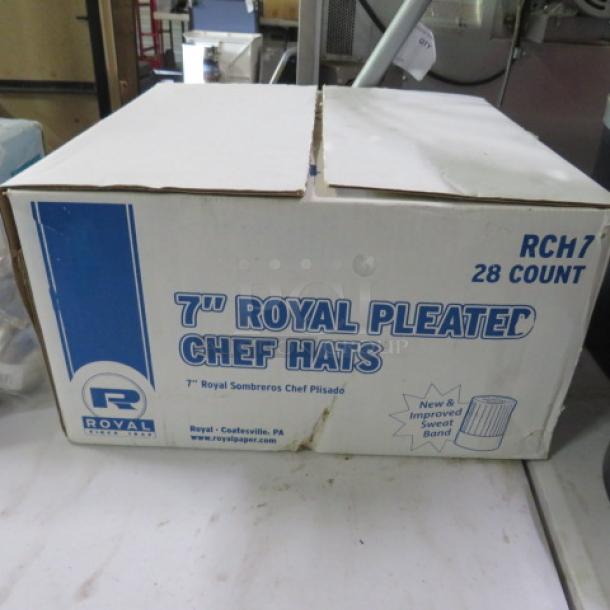 QTY
RCH7
28 COUNT
7" ROYAL PLEATED
CHEF HATS
7" Royal Sombreros Chef Plisado
New &
Improved
Sweat
Band
R
ROYAL
Royal · Coatesville, PA
www.royalpaper.com